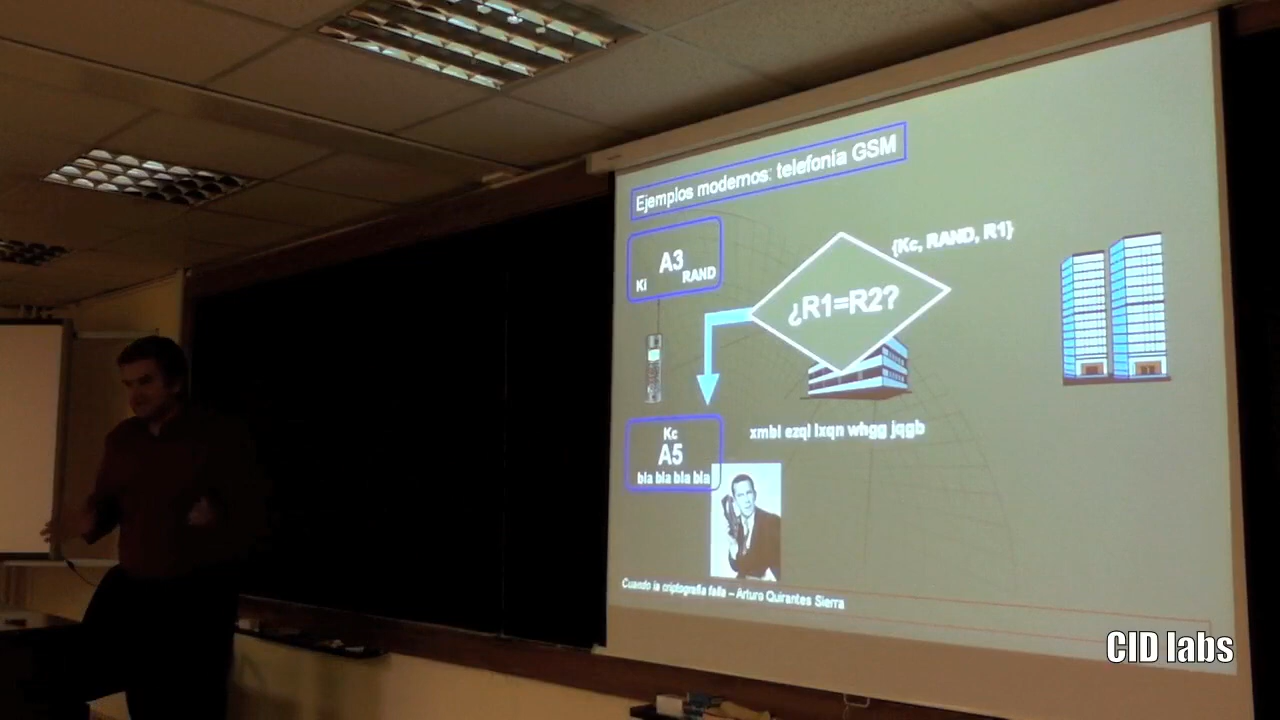 Ejemplos modernos: telefonía GSM
{Kc, RAND, R1}
A3
Ki
RAND
¿R1=R2?
Kc
A5
bla bla bla bla
xmbl ezql lxqn whgg jqgb
Cuando la criptografía falla – Arturo Quirantes Sierra
CID labs